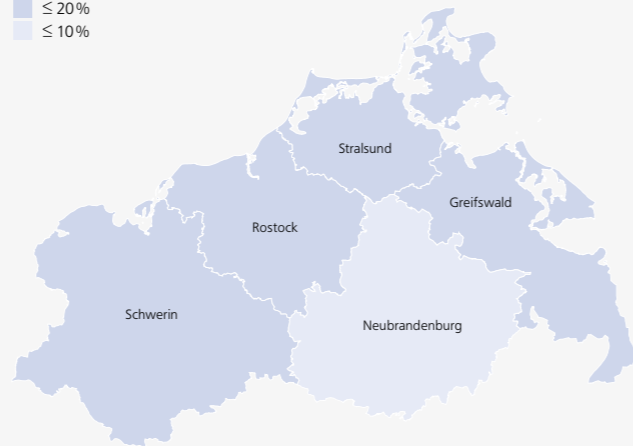 ≤ 20 %
≤ 10 %
Stralsund
Greifswald
Rostock
Schwerin
Neubrandenburg